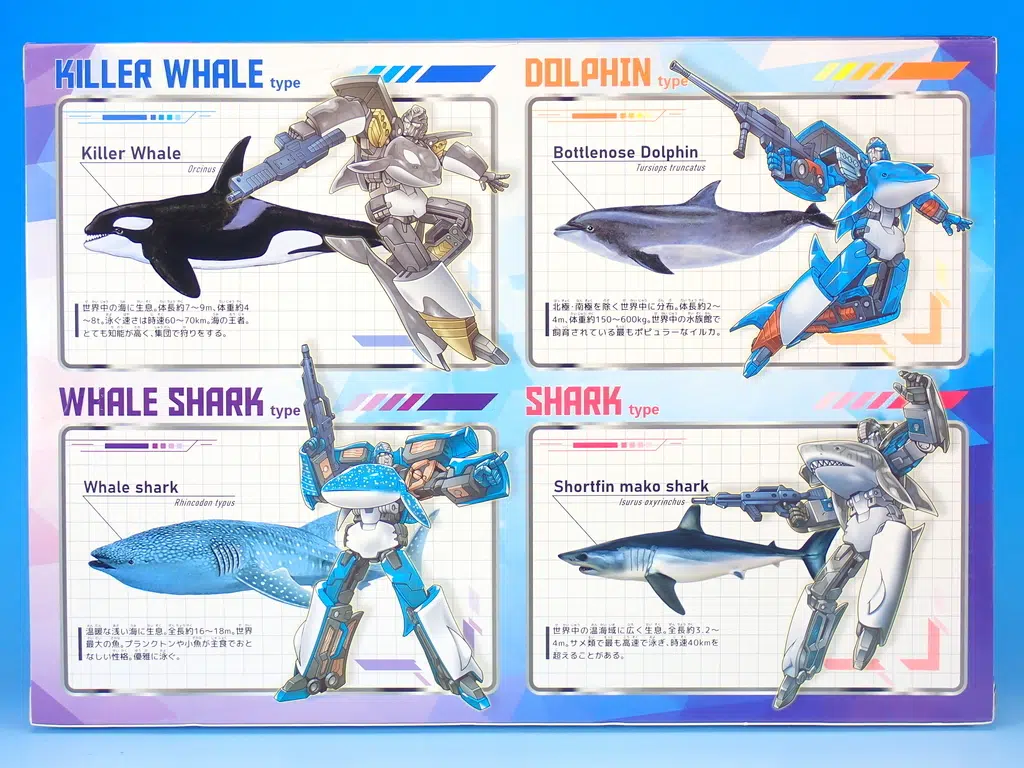 KILLER WHALE type
Killer Whale
Orcinus
世界中の海に生息。体長約7〜9m、体重約4
〜8t。泳ぐ速さは時速60〜70km。海の王者。
とても知能が高く、集団で狩りをする。
DOLPHIN type
Bottlenose Dolphin
Tursiops truncatus
北極・南極を除く世界中に分布。体長約2〜
4m、体重約150〜600kg。世界中の水族館で
飼育されている最もポピュラーなイルカ。
WHALE SHARK type
Whale shark
Rhincodon typus
温暖な浅い海に生息。全長約16〜18m。世界
最大の魚。プランクトンや小魚が主食でおと
なしい性格。優雅に泳ぐ。
SHARK type
Shortfin mako shark
Isurus oxyrinchus
世界中の温海域に広く生息。全長約3.2〜
4m。サメ類で最も高速で泳ぎ、時速40kmを
超えることがある。